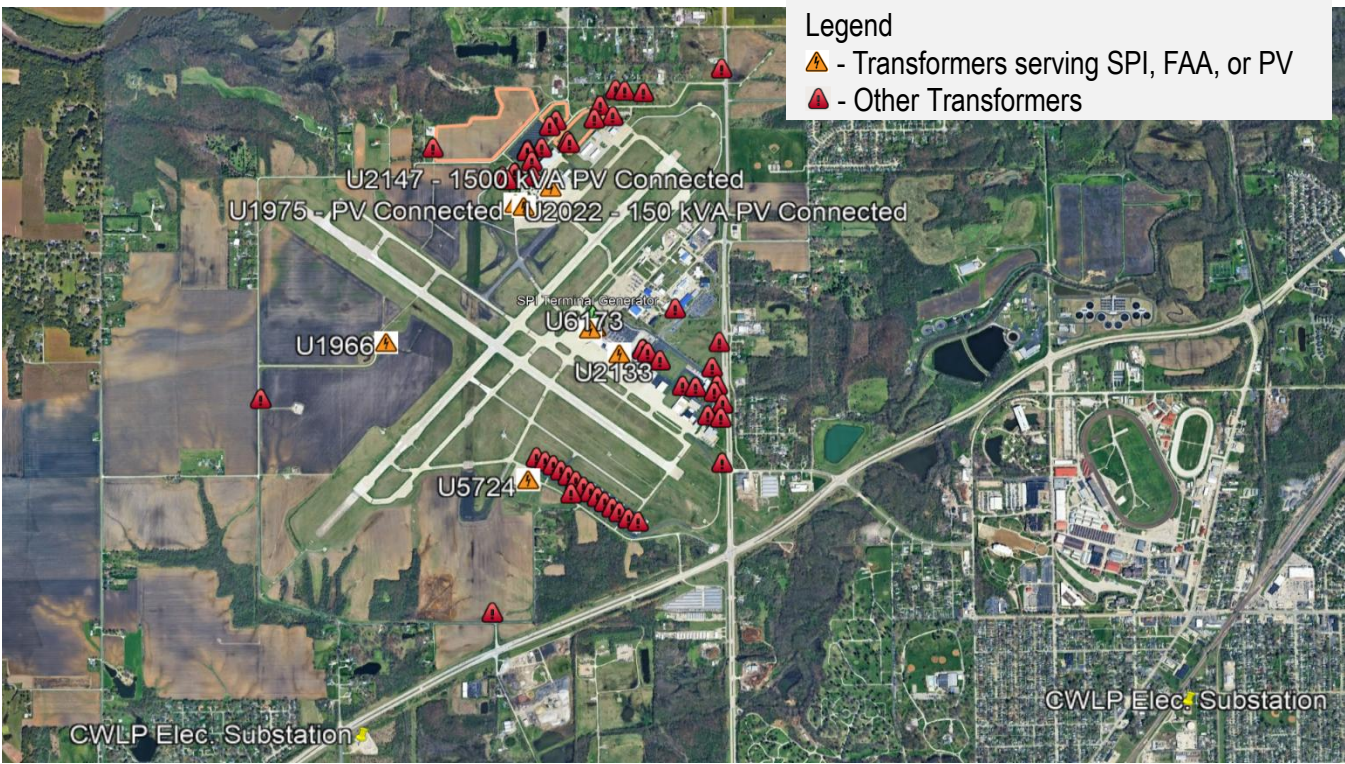 Legend
- Transformers serving SPI, FAA, or PV
- Other Transformers
U2147 - 1500 kVA PV Connected
U1975 - PV Connected
U2022 - 150 kVA PV Connected
SPI Terminal Generator
U6173
U1966
U2133
U5724
CWLP Elec. Substation
CWLP Elec. Substation